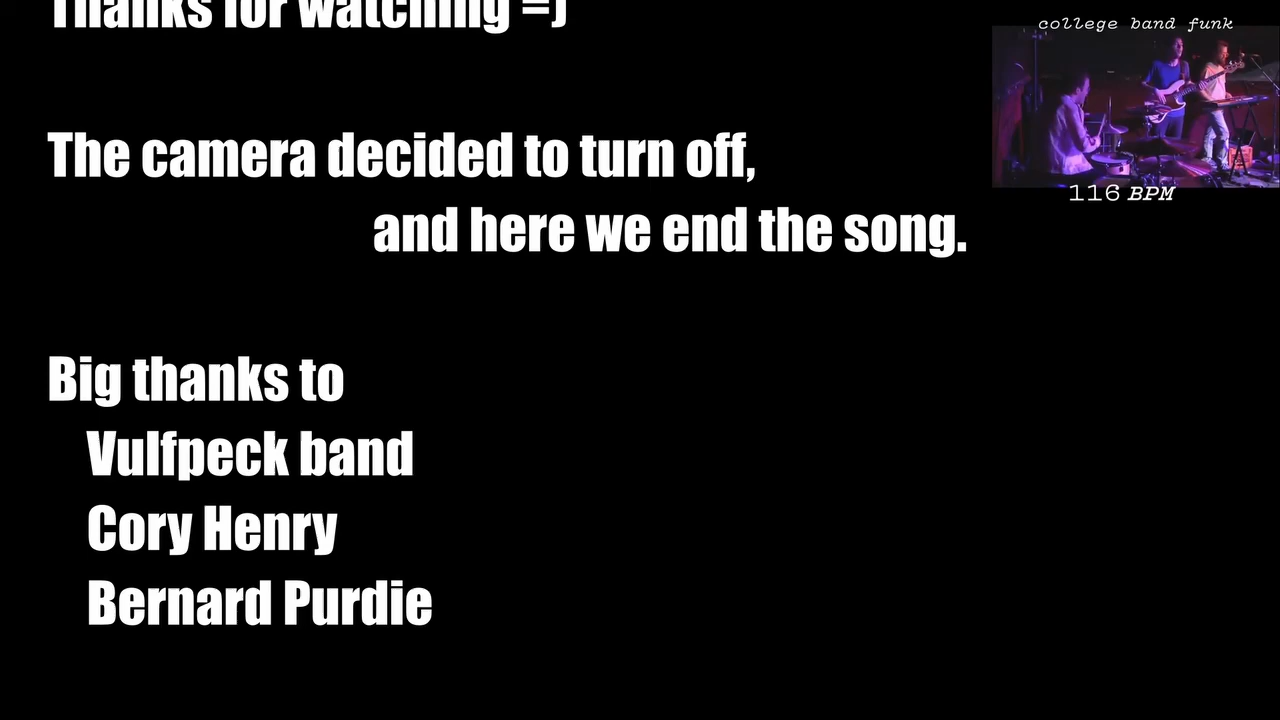 Thanks for watching =)
college band funk
The camera decided to turn off,
116 BPM
and here we end the song.
Big thanks to
Vulfpeck band
Cory Henry
Bernard Purdie